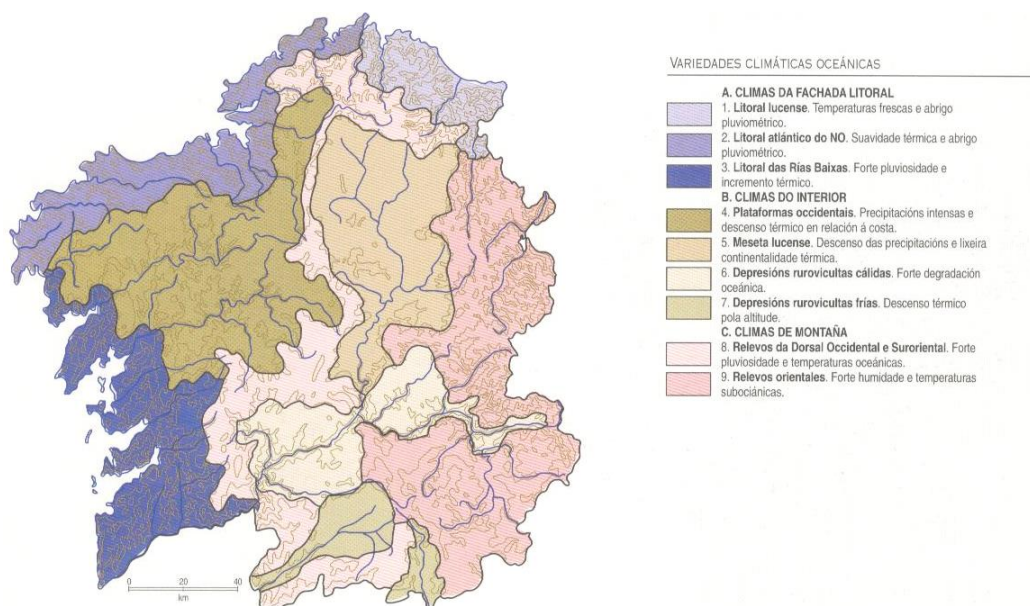 VARIEDADES CLIMÁTICAS OCEÁNICAS
A. CLIMAS DA FACHADA LITORAL
1. Litoral lucense. Temperaturas frescas e abrigo
pluviométrico.
2. Litoral atlántico do NO. Suavidade térmica e abrigo
pluviométrico.
3. Litoral das Rías Baixas. Forte pluviosidade e
incremento térmico.
B. CLIMAS DO INTERIOR
4. Plataformas occidentais. Precipitacións intensas e
descenso térmico en relación á costa.
5. Meseta lucense. Descenso das precipitacións e lixeira
continentalidade térmica.
6. Depresións rurovicultas cálidas. Forte degradación
oceánica.
7. Depresións rurovicultas frías. Descenso térmico
pola altitude.
C. CLIMAS DE MONTAÑA
8. Relevos da Dorsal Occidental e Suroriental. Forte
pluviosidade e temperaturas oceánicas.
9. Relevos orientales. Forte humidade e temperaturas
subociánicas.
0 20 40
km